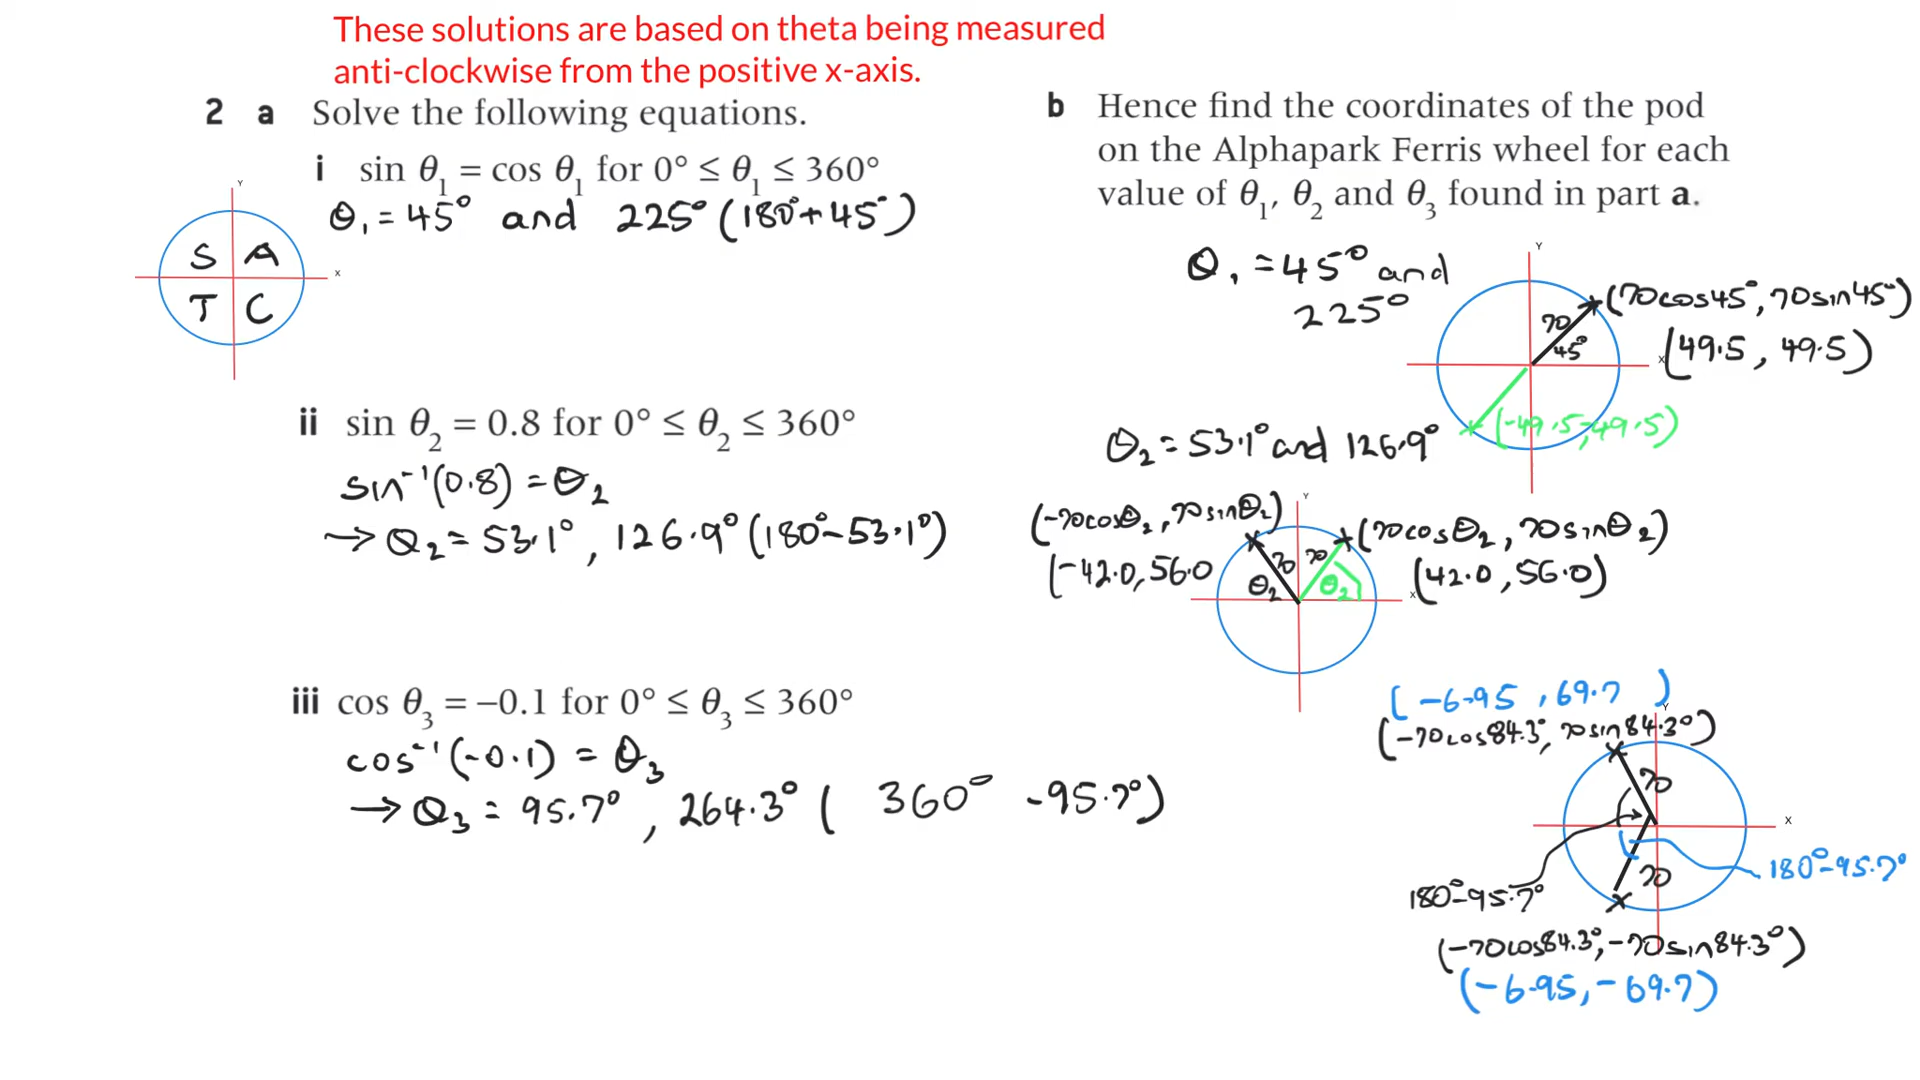 These solutions are based on theta being measured
anti-clockwise from the positive x-axis.
2 a Solve the following equations.
i sin θ₁ = cos θ₁ for 0° ≤ θ₁ ≤ 360°
θ₁ = 45° and 225° (180°+45°)
Y
X
S A
T C
ii sin θ₂ = 0.8 for 0° ≤ θ₂ ≤ 360°
sin⁻¹(0.8) = θ₂
→ θ₂ = 53.1°, 126.9° (180°-53.1°)
iii cos θ₃ = −0.1 for 0° ≤ θ₃ ≤ 360°
cos⁻¹(-0.1) = θ₃
→ θ₃ = 95.7°, 264.3° ( 360° -95.7°)
b Hence find the coordinates of the pod
on the Alphapark Ferris wheel for each
value of θ₁, θ₂ and θ₃ found in part a.
θ₁ = 45° and
225°
Y
X
70
45°
(70cos45°, 70sin45°)
(49.5, 49.5)
(-49.5,-49.5)
θ₂ = 53.1° and 126.9°
(-70cosθ₂, 70sinθ₂)
(-42.0, 56.0
Y
X
70 70
θ₂ θ₂
(70cosθ₂, 70sinθ₂)
(42.0, 56.0)
(-6.95, 69.7 )
(-70cos84.3°, 70sin84.3°)
Y
X
70
70
180°-95.7°
180°-95.7°
(-70cos84.3°, -70sin84.3°)
(-6.95, -69.7)